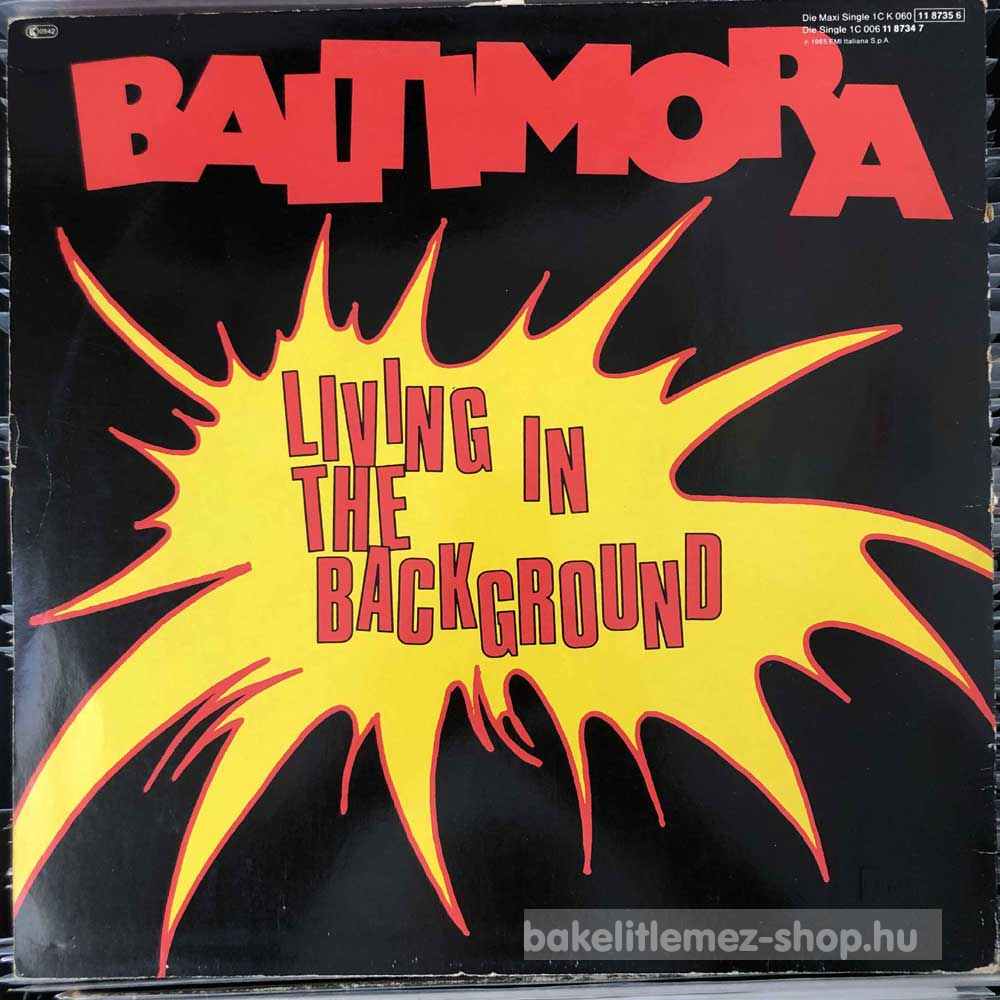 Die Maxi Single 1C K 060 11 8735 6
Die Single 1C 006 11 8734 7
℗ 1985 EMI Italiana S.p.A.
BALTIMORA
LIVING IN
THE
BACKGROUND
bakelitlemez-shop.hu